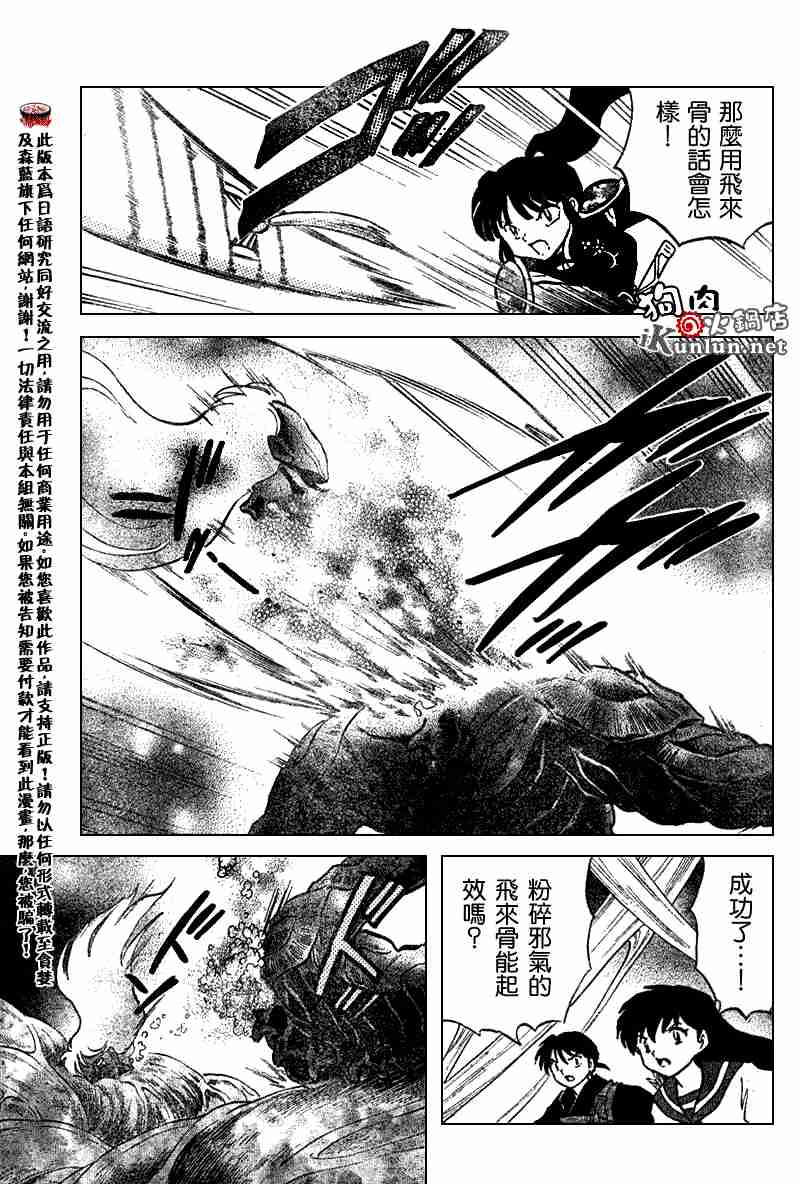 那麼用飛來
骨的話會怎
樣！
狗肉
火鍋店
iKunlun.net
成功了…！
粉碎邪氣的
飛來骨能起
效嗎？
此版本爲日語研究同好交流之用，請勿用于任何商業用途。如您喜歡此作品，請支持正版！請勿以任何形式轉載至貪婪
及森藍旗下任何網站，謝謝！一切法律責任與本組無關。如果您被告知需要付款才能看到此漫畫，那麼，您被騙了！